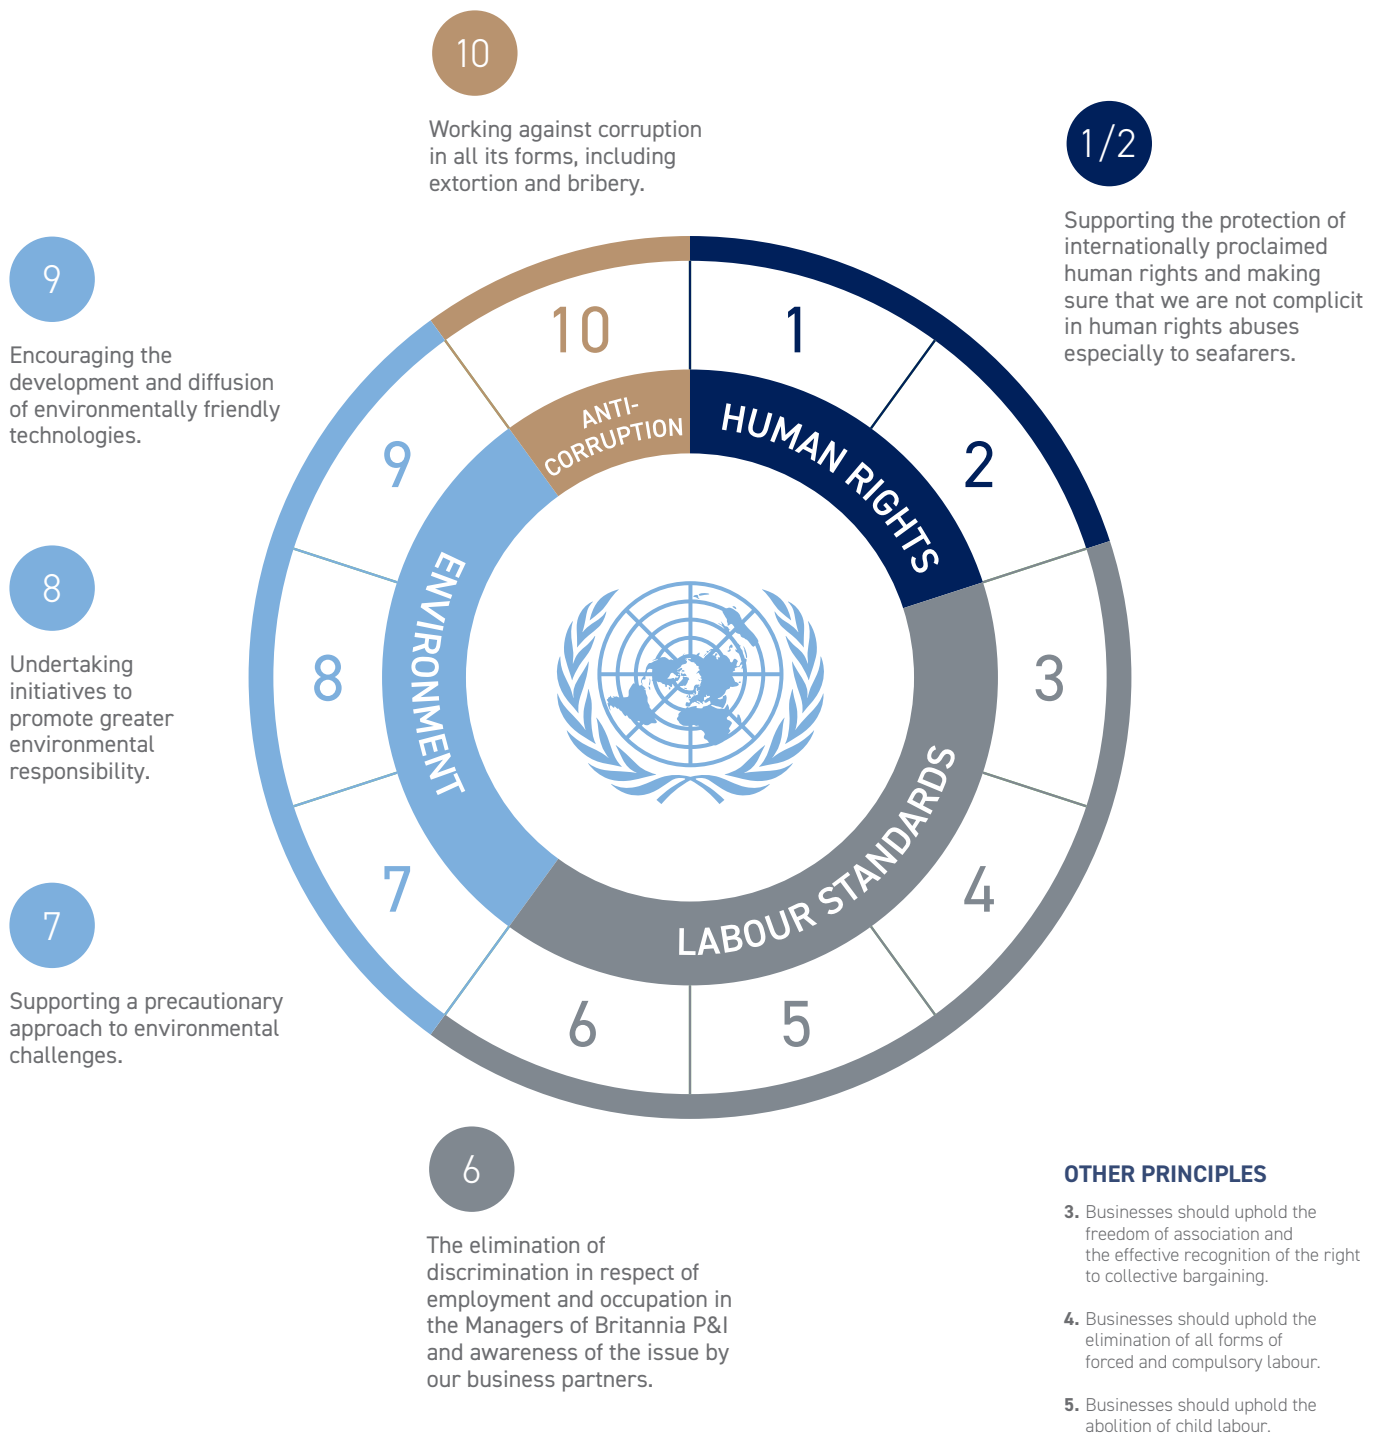 10
Working against corruption
in all its forms, including
extortion and bribery.
1/2
Supporting the protection of
internationally proclaimed
human rights and making
sure that we are not complicit
in human rights abuses
especially to seafarers.
9
Encouraging the
development and diffusion
of environmentally friendly
technologies.
8
Undertaking
initiatives to
promote greater
environmental
responsibility.
7
Supporting a precautionary
approach to environmental
challenges.
10
1
2
3
4
5
6
7
8
9
ANTI-
CORRUPTION
HUMAN RIGHTS
LABOUR STANDARDS
ENVIRONMENT
6
The elimination of
discrimination in respect of
employment and occupation in
the Managers of Britannia P&I
and awareness of the issue by
our business partners.
OTHER PRINCIPLES
3. Businesses should uphold the
freedom of association and
the effective recognition of the right
to collective bargaining.
4. Businesses should uphold the
elimination of all forms of
forced and compulsory labour.
5. Businesses should uphold the
abolition of child labour.